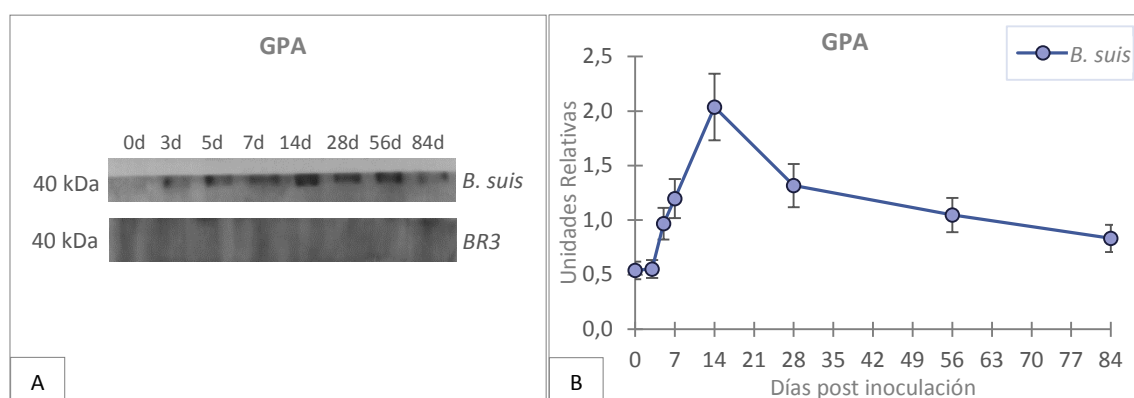 GPA
0d 3d 5d 7d 14d 28d 56d 84d
40 kDa B. suis
40 kDa BR3
A
GPA
B. suis
Unidades Relativas
2,5
2,0
1,5
1,0
0,5
0,0
0 7 14 21 28 35 42 49 56 63 70 77 84
Días post inoculación
B